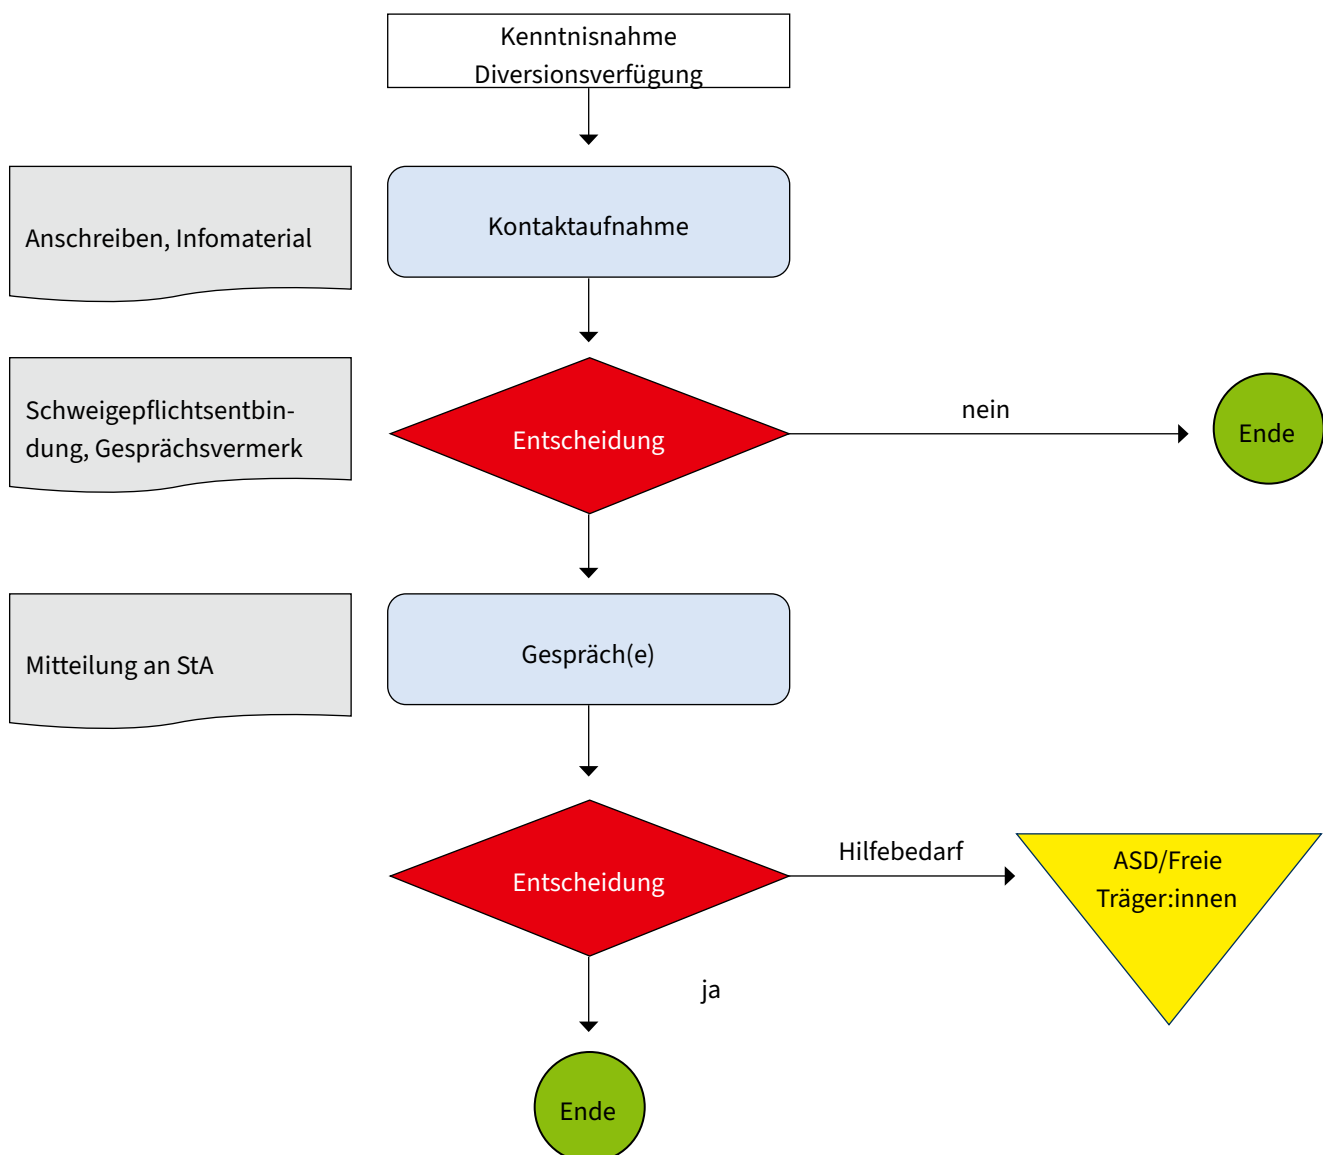 Kenntnisnahme
Diversionsverfügung
Anschreiben, Infomaterial
Kontaktaufnahme
Schweigepflichtsentbin-
dung, Gesprächsvermerk
Entscheidung
nein
Ende
Mitteilung an StA
Gespräch(e)
Entscheidung
Hilfebedarf
ASD/Freie
Träger:innen
ja
Ende